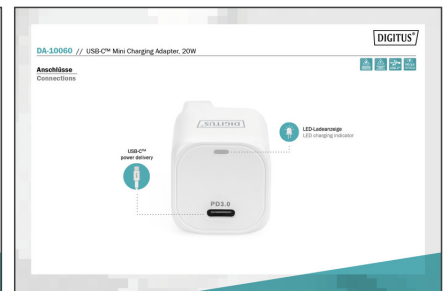 DIGITUS®
DA-10060 // USB-C™ Mini Charging Adapter, 20W
Anschlüsse
Connections
DIGITUS
LED-Ladeanzeige
LED charging indicator
USB-C™
power delivery
PD3.0